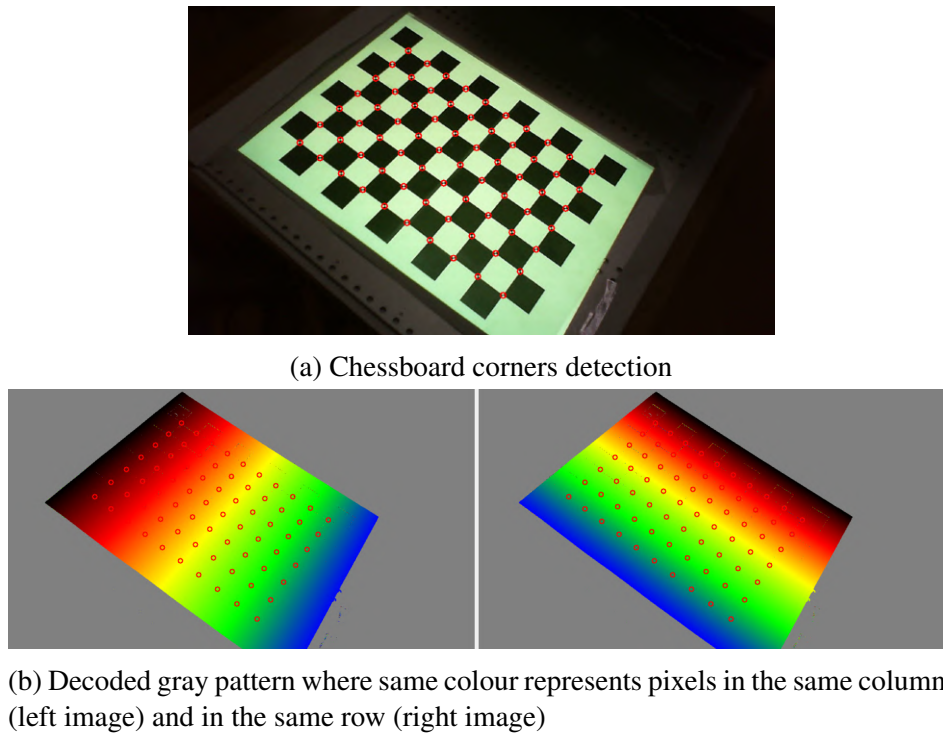 (a) Chessboard corners detection
(b) Decoded gray pattern where same colour represents pixels in the same column
(left image) and in the same row (right image)